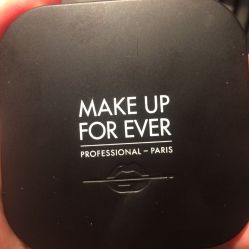 MAKE UP
FOR EVER
PROFESSIONAL – PARIS